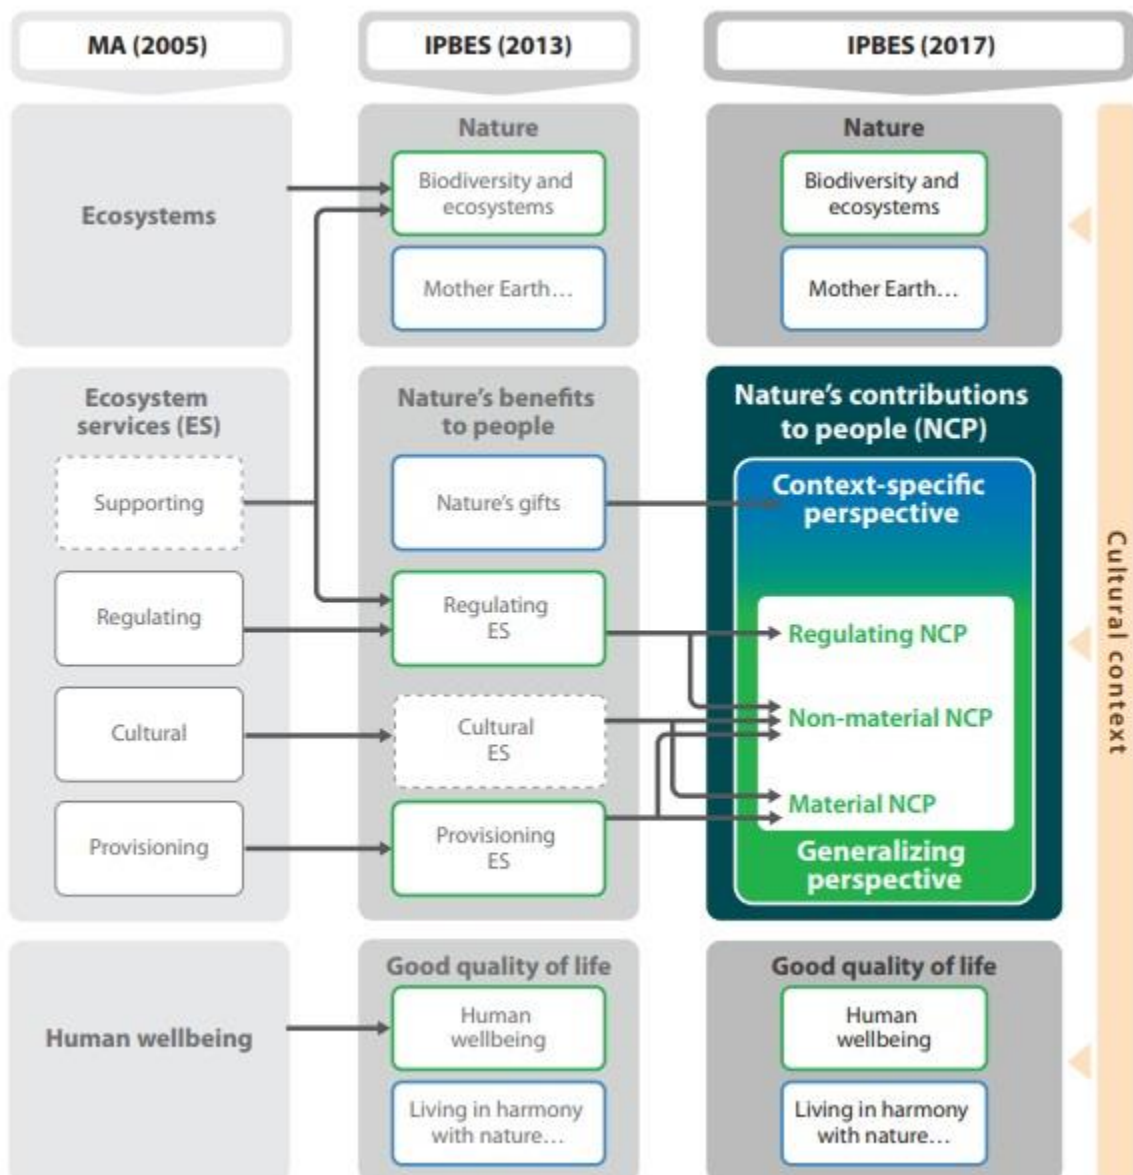 MA (2005)
IPBES (2013)
IPBES (2017)
Ecosystems
Nature
Biodiversity and
ecosystems
Mother Earth…
Nature
Biodiversity and
ecosystems
Mother Earth…
Ecosystem
services (ES)
Supporting
Regulating
Cultural
Provisioning
Nature's benefits
to people
Nature's gifts
Regulating
ES
Cultural
ES
Provisioning
ES
Nature's contributions
to people (NCP)
Context-specific
perspective
Regulating NCP
Non-material NCP
Material NCP
Generalizing
perspective
Human wellbeing
Good quality of life
Human
wellbeing
Living in harmony
with nature…
Good quality of life
Human
wellbeing
Living in harmony
with nature…
Cultural context